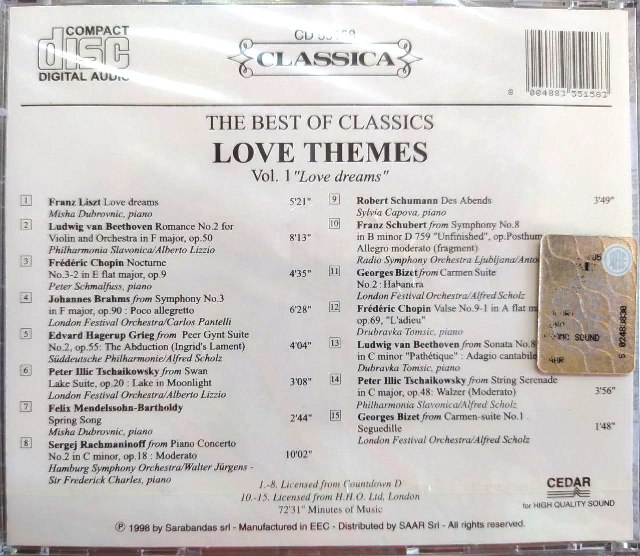 COMPACT
disc
DIGITAL AUDIO
CLASSICA
8 004883 351583
THE BEST OF CLASSICS
LOVE THEMES
Vol. 1 "Love dreams"
1 Franz Liszt Love dreams 5'21"
Misha Dubrovnic, piano
2 Ludwig van Beethoven Romance No.2 for
Violin and Orchestra in F major, op.50 8'13"
Philharmonia Slavonica/Alberto Lizzio
3 Frédéric Chopin Nocturne
No.3-2 in E flat major, op.9 4'35"
Peter Schmalfuss, piano
4 Johannes Brahms from Symphony No.3
in F major, op.90 : Poco allegretto 6'28"
London Festival Orchestra/Carlos Pantelli
5 Edvard Hagerup Grieg from Peer Gynt Suite
No.2, op.55: The Abduction (Ingrid's Lament) 4'04"
Süddeutsche Philharmonie/Alfred Scholz
6 Peter Illic Tschaikowsky from Swan
Lake Suite, op.20 : Lake in Moonlight 3'08"
London Festival Orchestra/Alberto Lizzio
7 Felix Mendelssohn-Bartholdy
Spring Song 2'44"
Misha Dubrovnic, piano
8 Sergej Rachmaninoff from Piano Concerto
No.2 in C minor, op.18 : Moderato 10'02"
Hamburg Symphony Orchestra/Walter Jürgens -
Sir Frederick Charles, piano
9 Robert Schumann Des Abends 3'49"
Sylvia Capova, piano
10 Franz Schubert from Symphony No.8
in B minor D 759 "Unfinished", op.Posthum
Allegro moderato (fragment)
Radio Symphony Orchestra Ljubljana/
11 Georges Bizet from Carmen Suite
No.2 : Habanera
London Festival Orchestra/Alfred Scholz
12 Frédéric Chopin Valse No.9-1 in A flat
op.69, "L'adieu"
Drubravka Tomsic, piano
13 Ludwig van Beethoven from Sonata No.8
in C minor "Pathétique" : Adagio cantabile
Dubravka Tomsic, piano
14 Peter Illic Tschaikowsky from String Serenade
in C major, op.48: Walzer (Moderato) 3'56"
Philharmonia Slavonica/Alfred Scholz
15 Georges Bizet from Carmen-suite No.1
Seguedille 1'48"
London Festival Orchestra/Alfred Scholz
SOUND
S 02483830
1.-8. Licensed from Countdown D
10.-15. Licensed from H.H.O. Ltd, London
72'31" Minutes of Music
CEDAR
for HIGH QUALITY SOUND
℗ 1998 by Sarabandas srl - Manufactured in EEC - Distributed by SAAR Srl - All rights reserved.